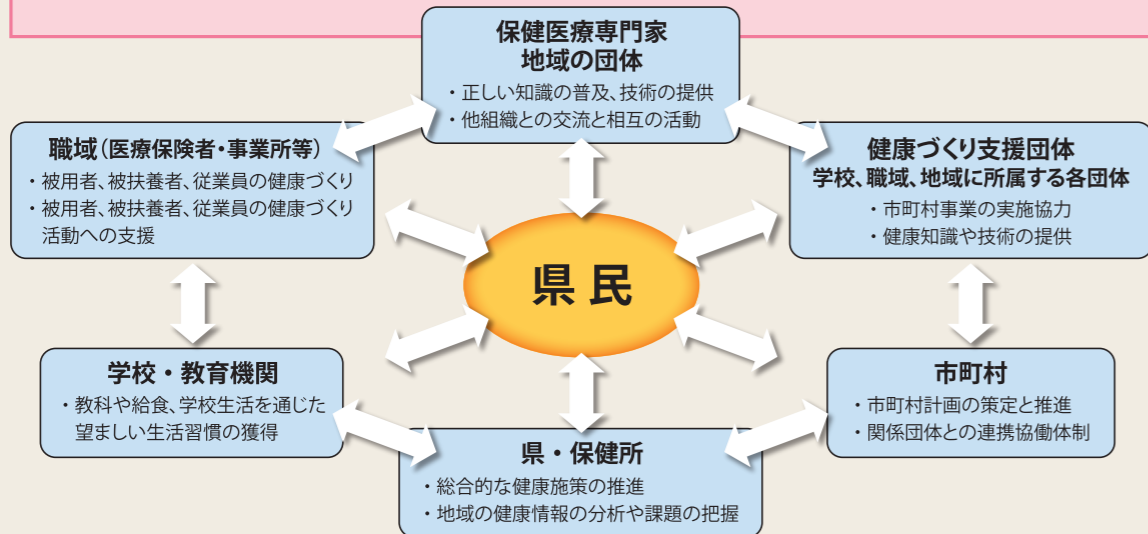 保健医療専門家
地域の団体
・正しい知識の普及、技術の提供
・他組織との交流と相互の活動
職域(医療保険者・事業所等)
・被用者、被扶養者、従業員の健康づくり
・被用者、被扶養者、従業員の健康づくり
活動への支援
健康づくり支援団体
学校、職域、地域に所属する各団体
・市町村事業の実施協力
・健康知識や技術の提供
県民
学校・教育機関
・教科や給食、学校生活を通じた
望ましい生活習慣の獲得
市町村
・市町村計画の策定と推進
・関係団体との連携協働体制
県・保健所
・総合的な健康施策の推進
・地域の健康情報の分析や課題の把握